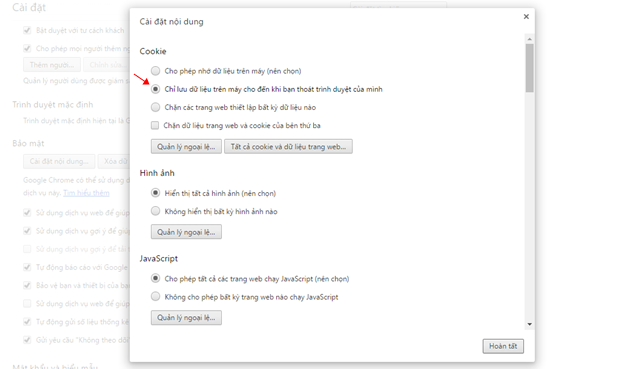 Cài đặt
Bắt duyệt với tư cách khách
Cho phép mọi người thêm ng
Thêm người...
Quản lý người dùng được giám s
Trình duyệt mặc định
Trình duyệt mặc định hiện tại là G
Bảo mật
Cài đặt nội dung...
Xóa dữ
Google Chrome có thể sử dụng d
dịch vụ này. Tìm hiểu thêm
Sử dụng dịch vụ web để giúp
Sử dụng dịch vụ gợi ý để giú
Sử dụng dịch vụ gợi ý để tải
Tự động báo cáo với Google
Bảo vệ bạn và thiết bị của bạ
Sử dụng dịch vụ web để giúp
Tự động gửi số liệu thống kê
Gửi yêu cầu "Không theo dõi
Mật khẩu và biểu mẫu
Cài đặt nội dung
Cookie
Cho phép nhớ dữ liệu trên máy (nên chọn)
Chỉ lưu dữ liệu trên máy cho đến khi bạn thoát trình duyệt của mình
Chặn các trang web thiết lập bất kỳ dữ liệu nào
Chặn dữ liệu trang web và cookie của bên thứ ba
Quản lý ngoại lệ... Tất cả cookie và dữ liệu trang web...
Hình ảnh
Hiển thị tất cả hình ảnh (nên chọn)
Không hiển thị bất kỳ hình ảnh nào
Quản lý ngoại lệ...
JavaScript
Cho phép tất cả các trang web chạy JavaScript (nên chọn)
Không cho phép bất kỳ trang web nào chạy JavaScript
Quản lý ngoại lệ...
Hoàn tất